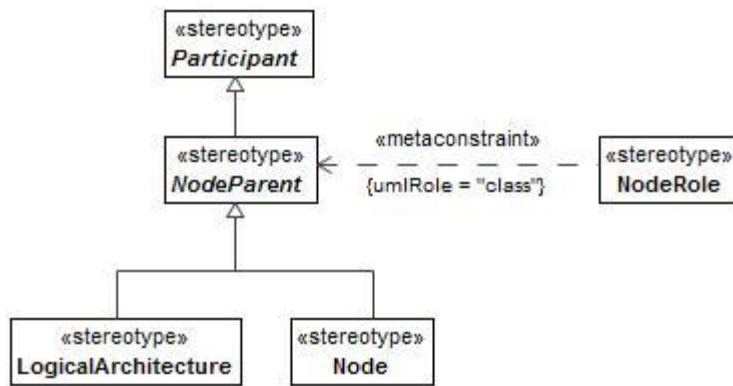 «stereotype»
Participant
«metaconstraint»
«stereotype»
NodeParent
{umlRole = "class"}
«stereotype»
NodeRole
«stereotype»
LogicalArchitecture
«stereotype»
Node